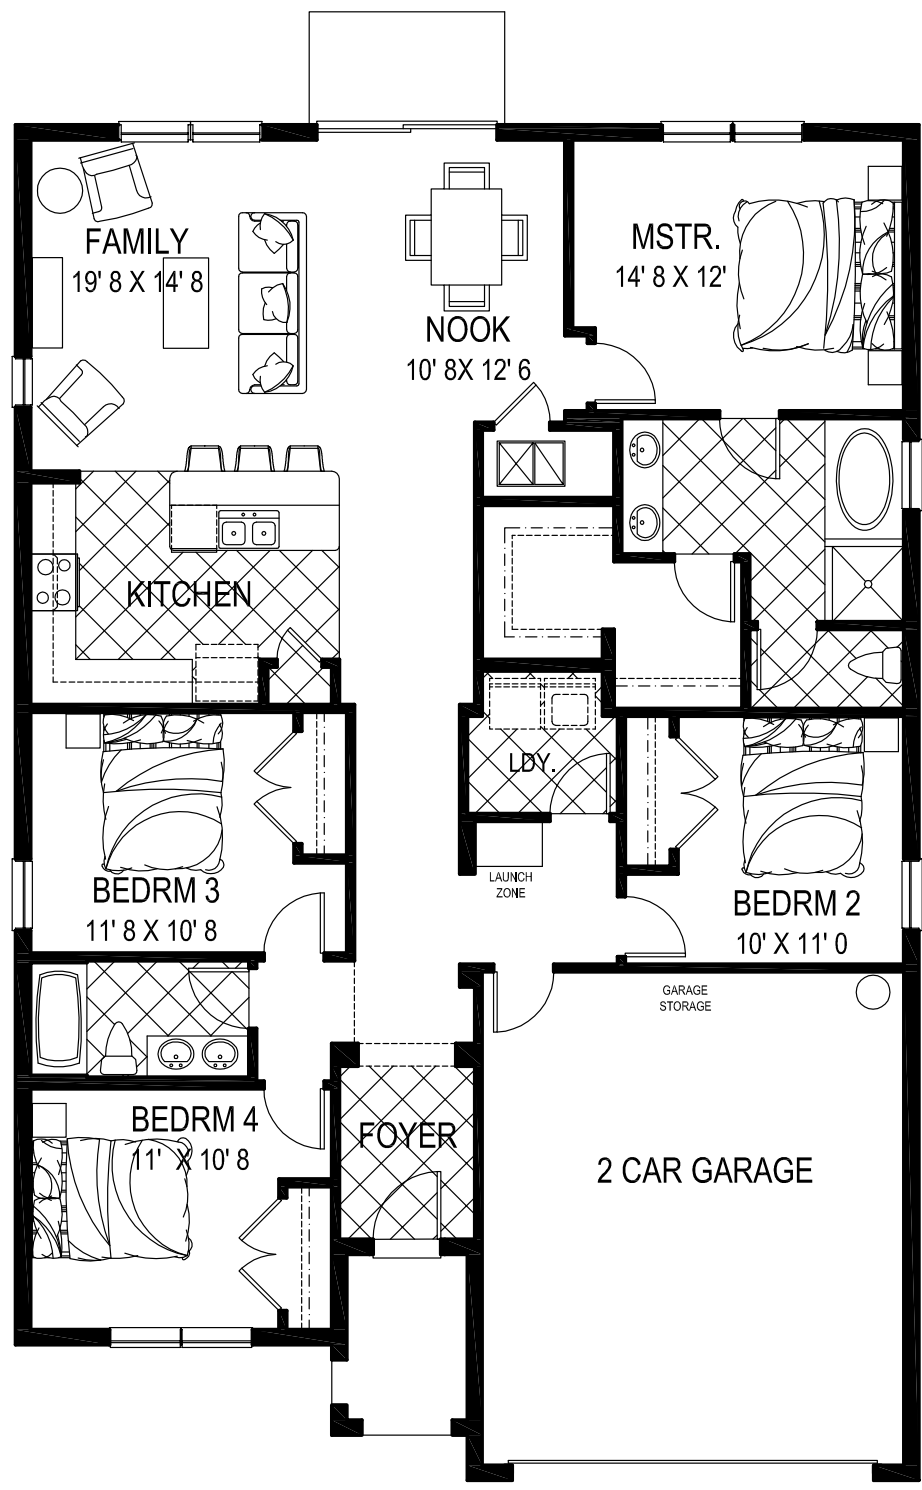 FAMILY
19' 8 X 14' 8
MSTR.
14' 8 X 12'
NOOK
10' 8X 12' 6
KITCHEN
LDY.
BEDRM 3
11' 8 X 10' 8
LAUNCH
ZONE
BEDRM 2
10' X 11' 0
GARAGE
STORAGE
BEDRM 4
11' X 10' 8
FOYER
2 CAR GARAGE